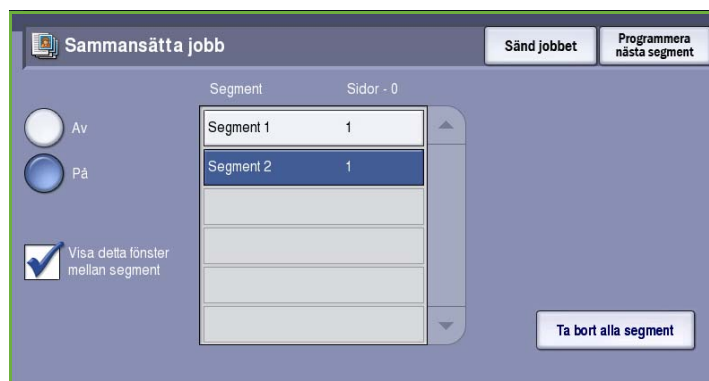 Sammansätta jobb
Sänd jobbet
Programmera
nästa segment
Segment Sidor - 0
Av
På
Segment 1 1
Segment 2 1
Visa detta fönster
mellan segment
Ta bort alla segment